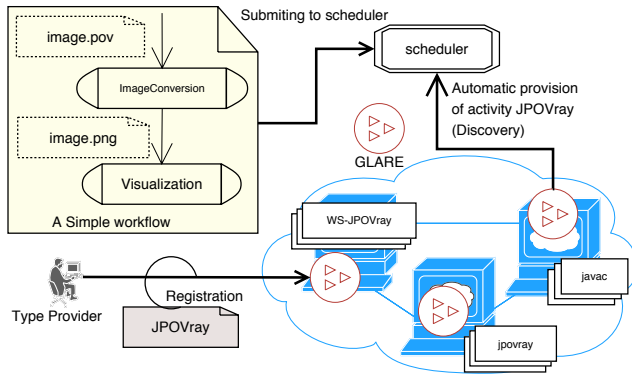 image.pov
ImageConversion
image.png
Visualization
A Simple workflow
Submiting to scheduler
scheduler
Automatic provision
of activity JPOVray
(Discovery)
GLARE
WS-JPOVray
javac
jpovray
Type Provider
Registration
JPOVray